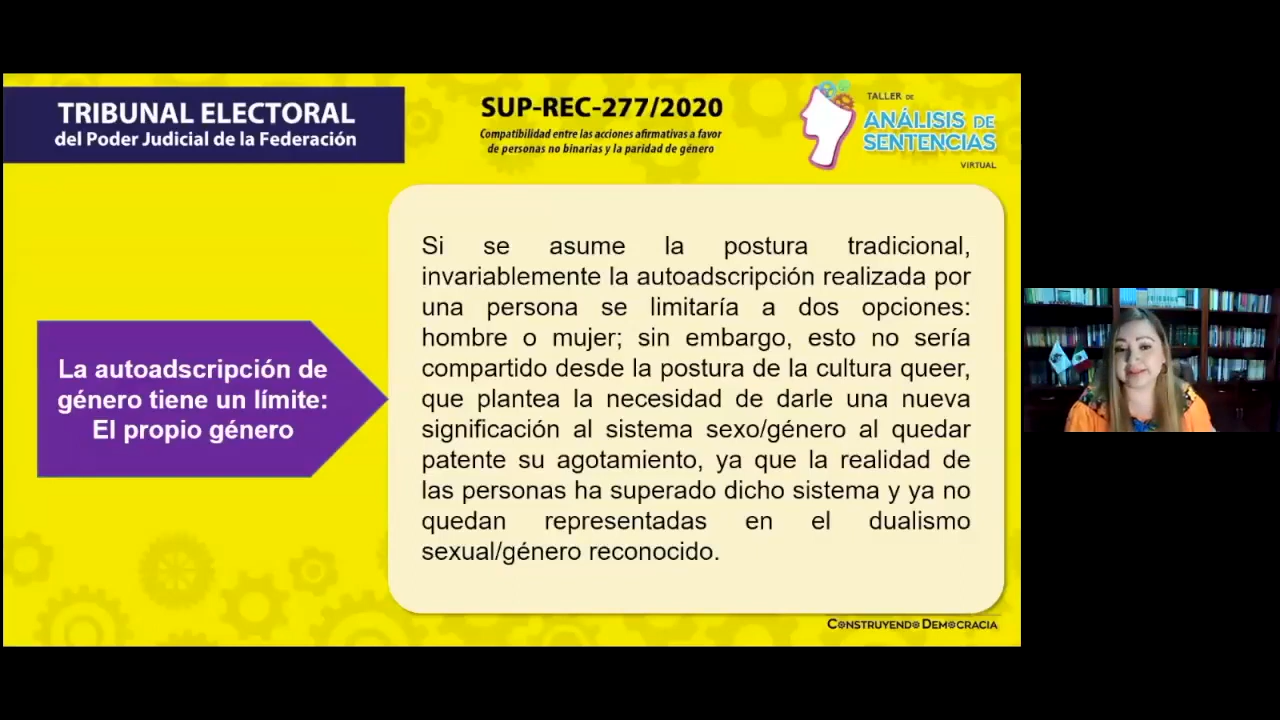 TRIBUNAL ELECTORAL
del Poder Judicial de la Federación
SUP-REC-277/2020
Compatibilidad entre las acciones afirmativas a favor
de personas no binarias y la paridad de género
TALLER DE
ANÁLISIS DE
SENTENCIAS
VIRTUAL
La autoadscripción de
género tiene un límite:
El propio género
Si se asume la postura tradicional,
invariablemente la autoadscripción realizada por
una persona se limitaría a dos opciones:
hombre o mujer; sin embargo, esto no sería
compartido desde la postura de la cultura queer,
que plantea la necesidad de darle una nueva
significación al sistema sexo/género al quedar
patente su agotamiento, ya que la realidad de
las personas ha superado dicho sistema y ya no
quedan representadas en el dualismo
sexual/género reconocido.
CONSTRUYENDO DEMOCRACIA